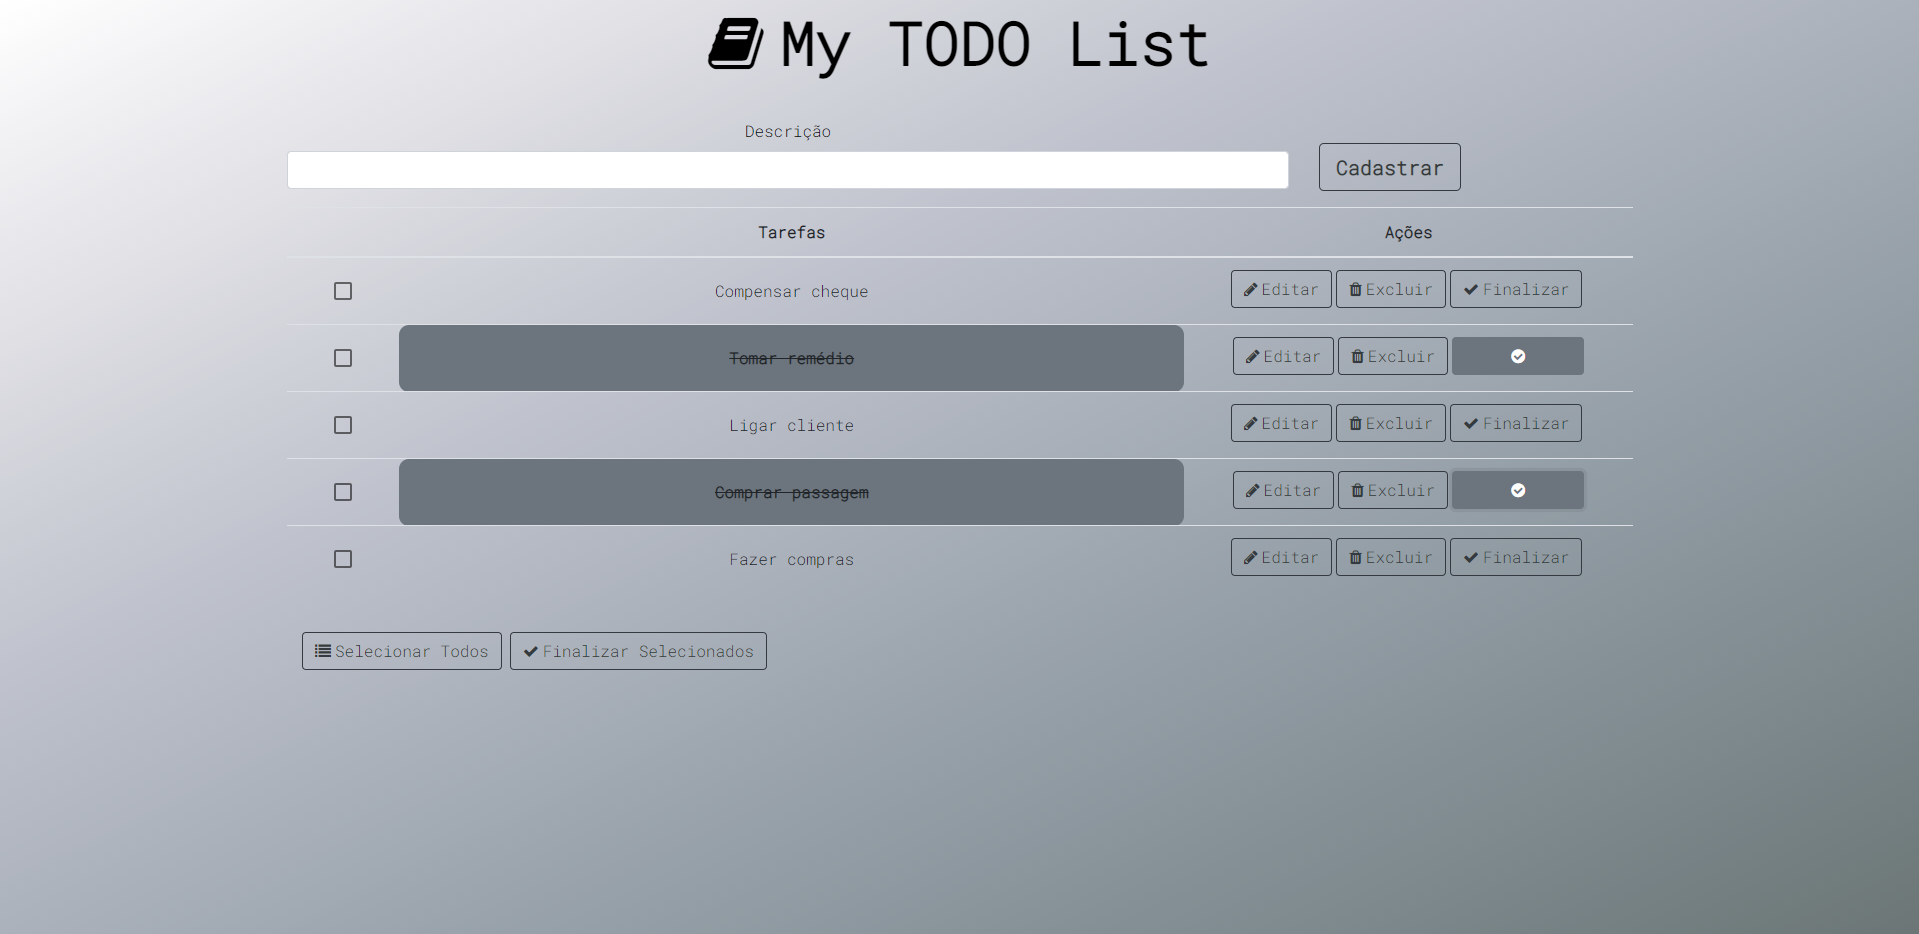 My TODO List
Descrição
Cadastrar
Tarefas Ações
Compensar cheque Editar Excluir Finalizar
Tomar remédio Editar Excluir
Ligar cliente Editar Excluir Finalizar
Comprar passagem Editar Excluir
Fazer compras Editar Excluir Finalizar
Selecionar Todos Finalizar Selecionados